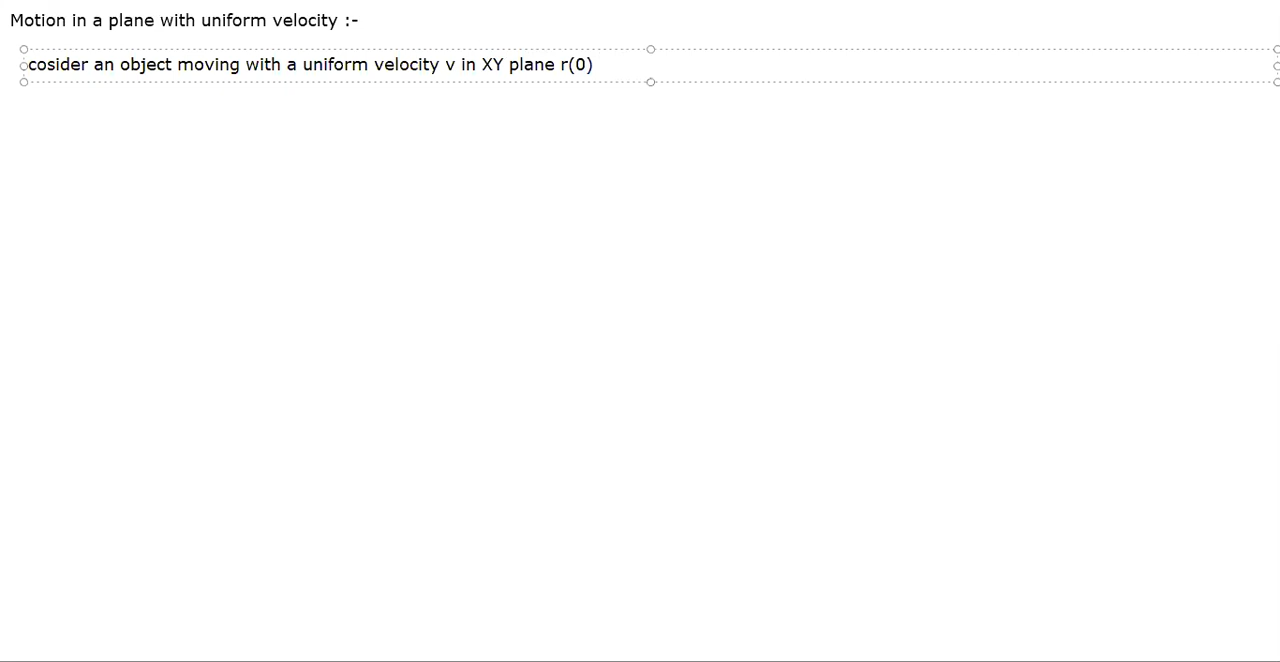 Motion in a plane with uniform velocity :-
cosider an object moving with a uniform velocity v in XY plane r(0)